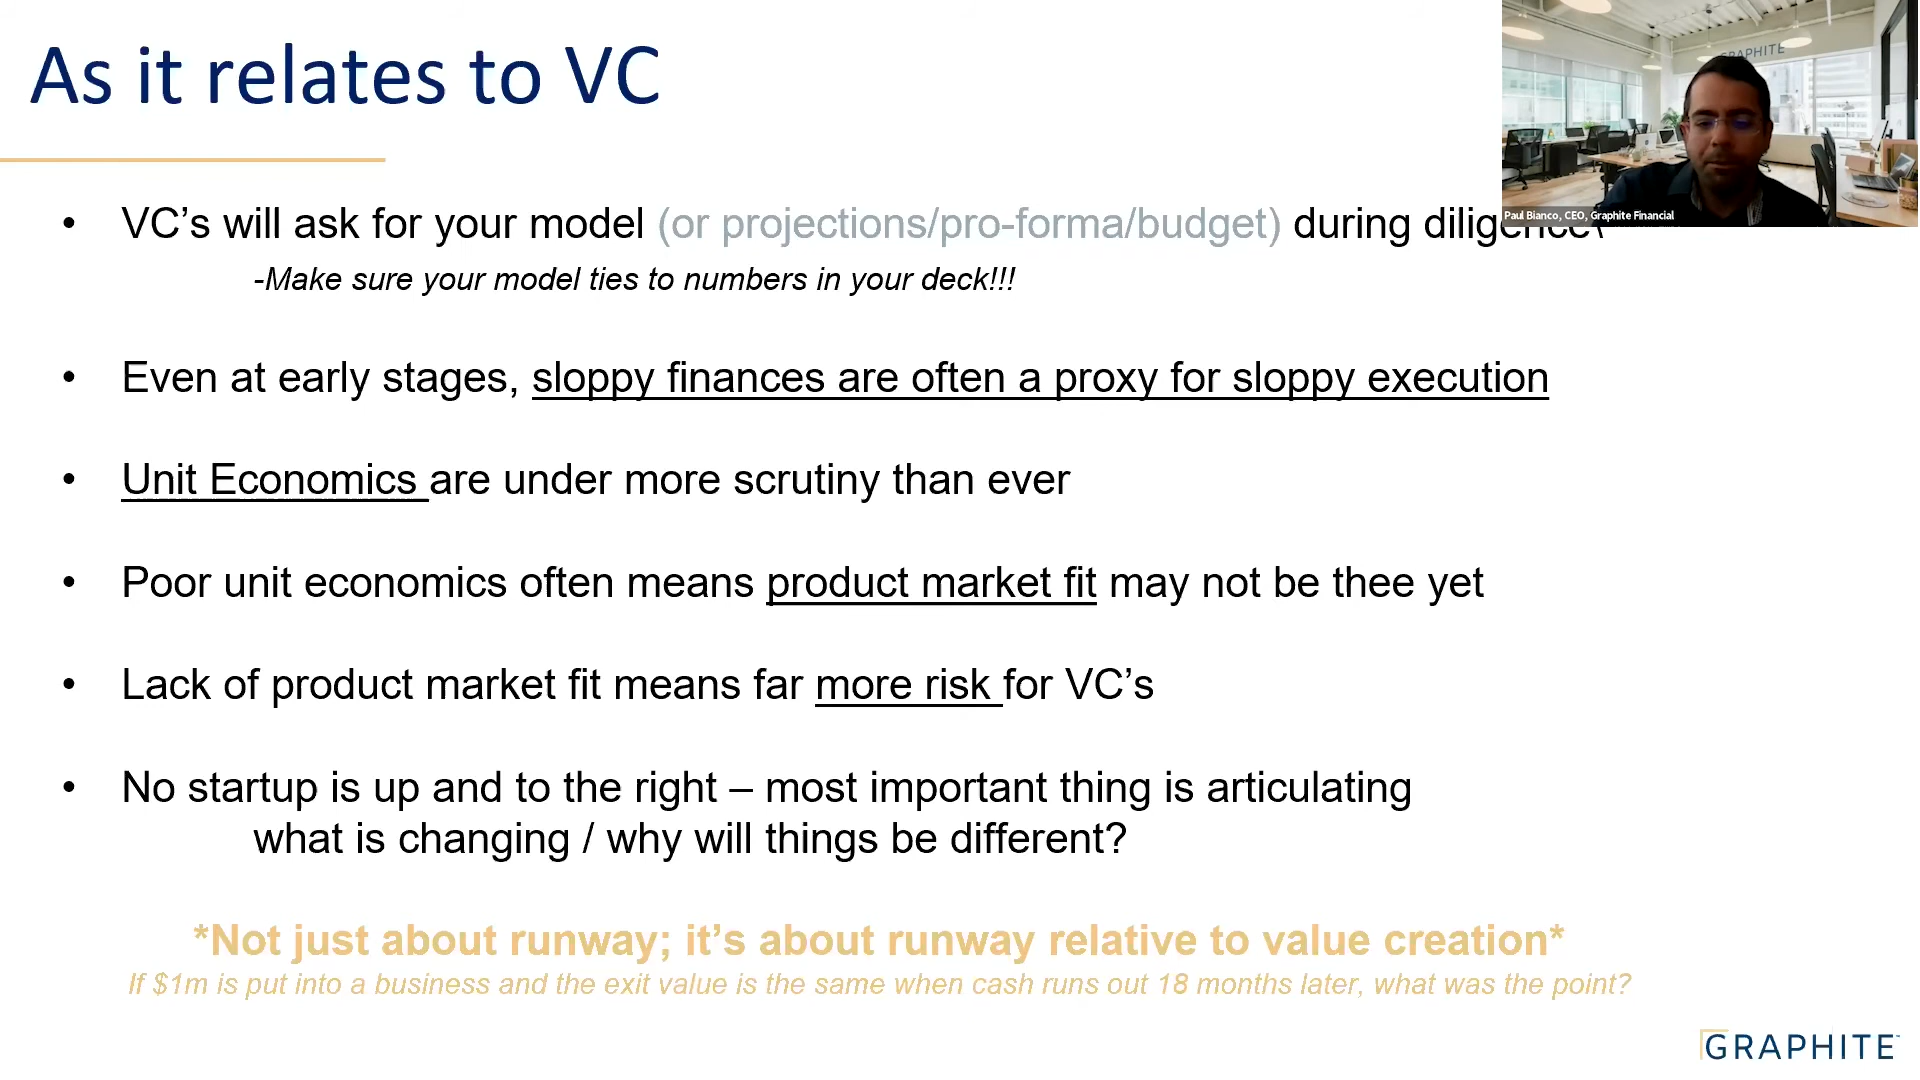 As it relates to VC
GRAPHITE
Paul Bianco, CEO, Graphite Financial
• VC’s will ask for your model (or projections/pro-forma/budget) during diligence\
-Make sure your model ties to numbers in your deck!!!
• Even at early stages, sloppy finances are often a proxy for sloppy execution
• Unit Economics are under more scrutiny than ever
• Poor unit economics often means product market fit may not be thee yet
• Lack of product market fit means far more risk for VC’s
• No startup is up and to the right – most important thing is articulating
what is changing / why will things be different?
*Not just about runway; it’s about runway relative to value creation*
If $1m is put into a business and the exit value is the same when cash runs out 18 months later, what was the point?
GRAPHITE